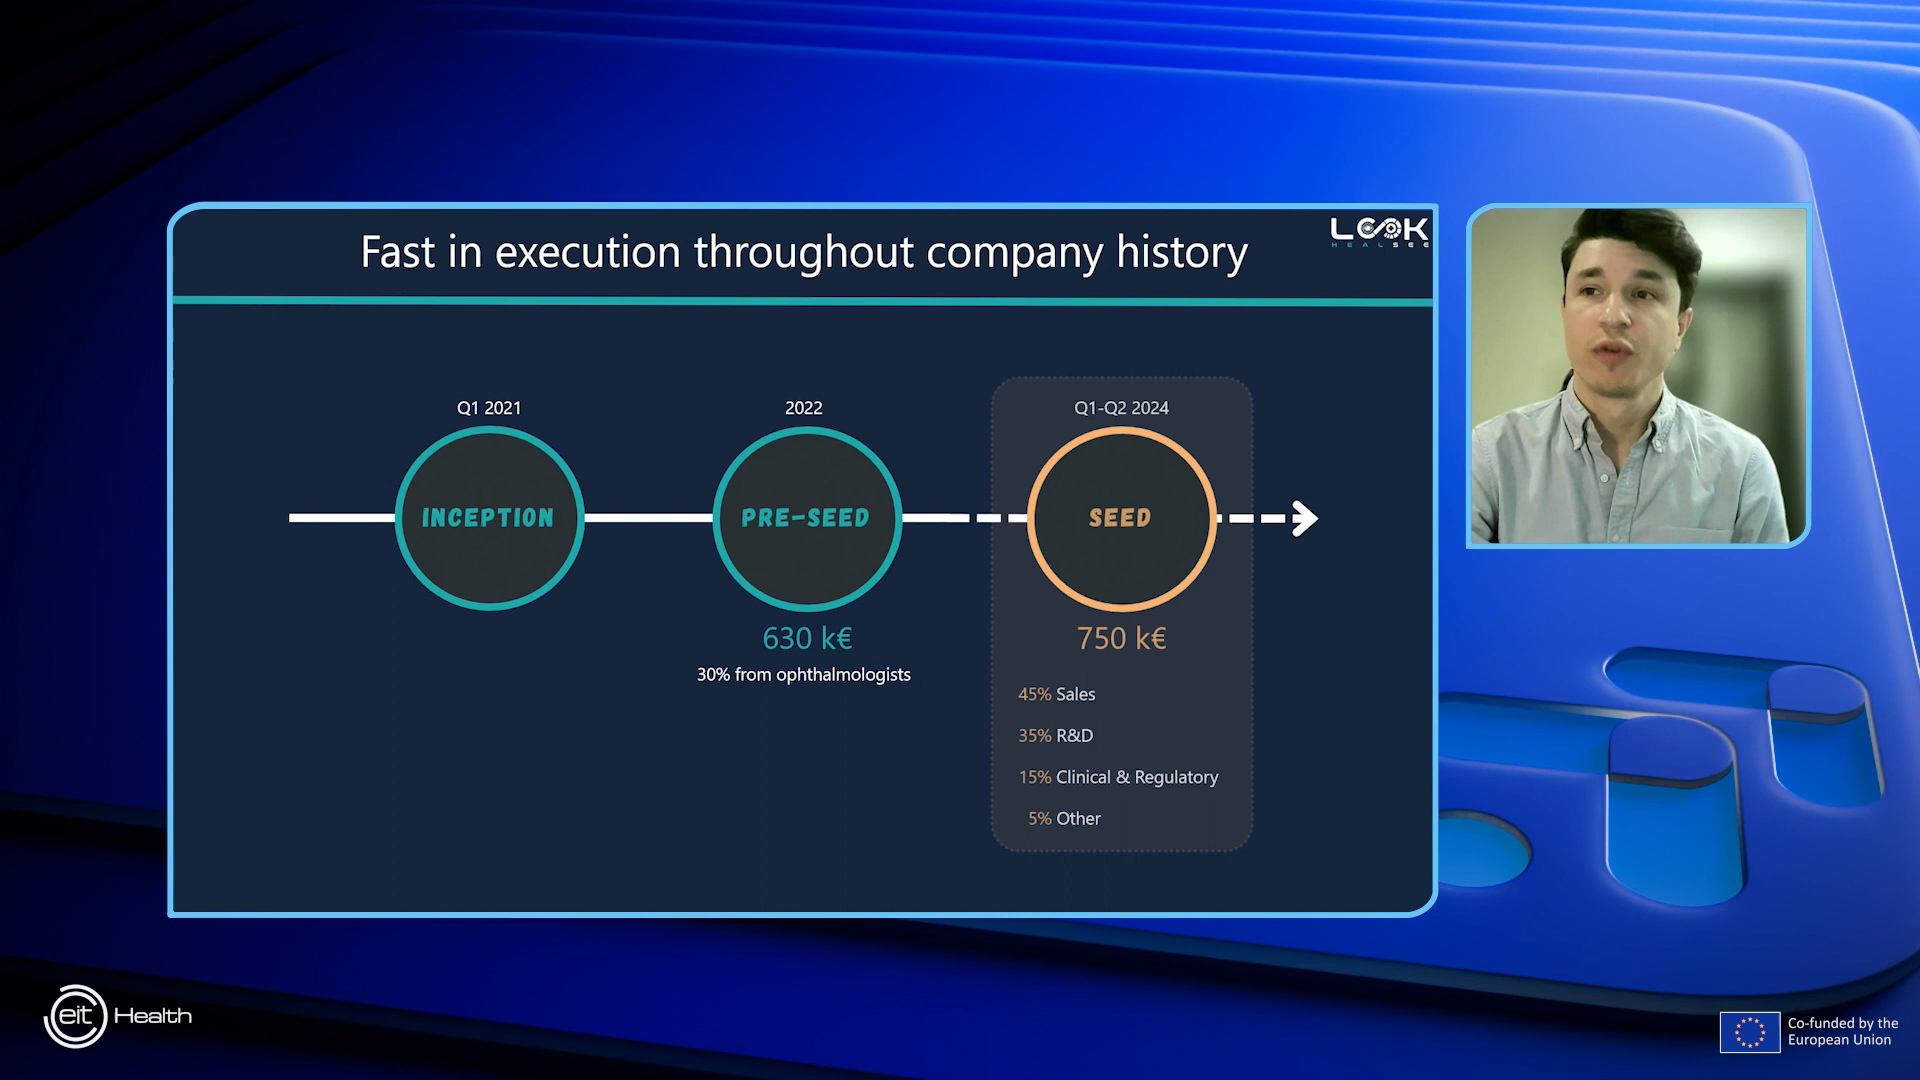 Fast in execution throughout company history
LOOK
HEALSEE
Q1 2021
INCEPTION
2022
PRE-SEED
630 k€
30% from ophthalmologists
Q1-Q2 2024
SEED
750 k€
45% Sales
35% R&D
15% Clinical & Regulatory
5% Other
eit Health
Co-funded by the
European Union